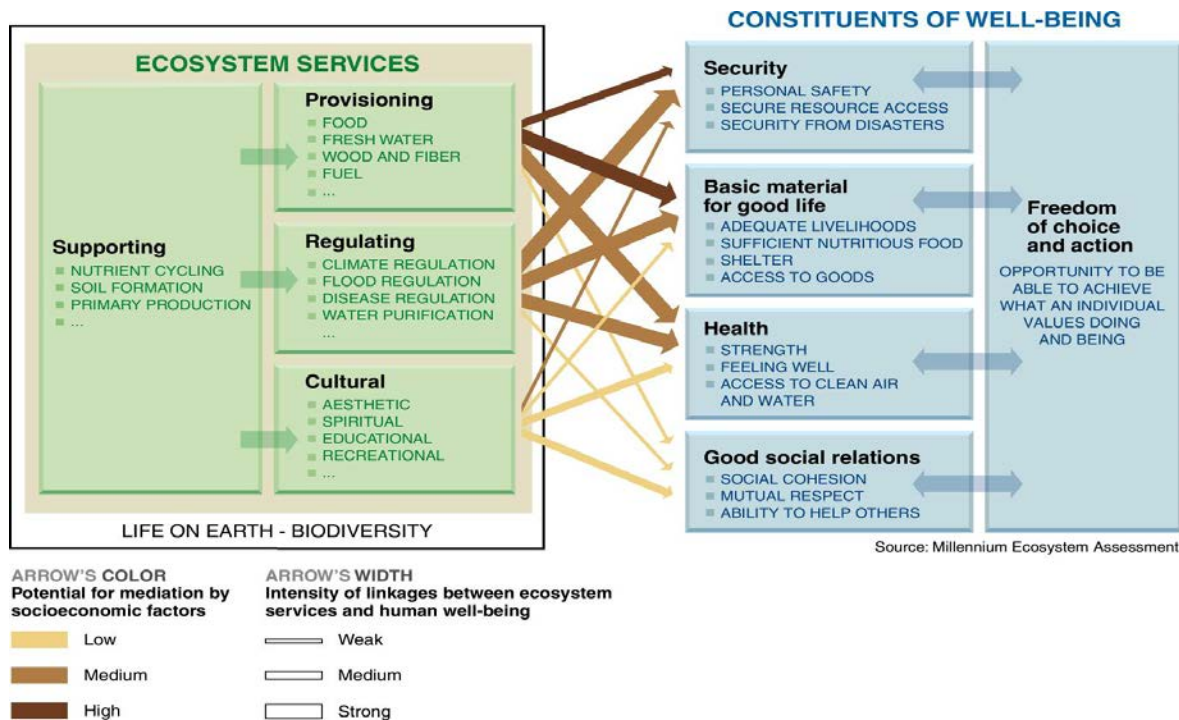 CONSTITUENTS OF WELL-BEING
ECOSYSTEM SERVICES
Supporting
NUTRIENT CYCLING
SOIL FORMATION
PRIMARY PRODUCTION
...
Provisioning
FOOD
FRESH WATER
WOOD AND FIBER
FUEL
...
Regulating
CLIMATE REGULATION
FLOOD REGULATION
DISEASE REGULATION
WATER PURIFICATION
...
Cultural
AESTHETIC
SPIRITUAL
EDUCATIONAL
RECREATIONAL
...
LIFE ON EARTH - BIODIVERSITY
Security
PERSONAL SAFETY
SECURE RESOURCE ACCESS
SECURITY FROM DISASTERS
Basic material
for good life
ADEQUATE LIVELIHOODS
SUFFICIENT NUTRITIOUS FOOD
SHELTER
ACCESS TO GOODS
Health
STRENGTH
FEELING WELL
ACCESS TO CLEAN AIR
AND WATER
Good social relations
SOCIAL COHESION
MUTUAL RESPECT
ABILITY TO HELP OTHERS
Freedom
of choice
and action
OPPORTUNITY TO BE
ABLE TO ACHIEVE
WHAT AN INDIVIDUAL
VALUES DOING
AND BEING
Source: Millennium Ecosystem Assessment
ARROW'S COLOR
Potential for mediation by
socioeconomic factors
Low
Medium
High
ARROW'S WIDTH
Intensity of linkages between ecosystem
services and human well-being
Weak
Medium
Strong